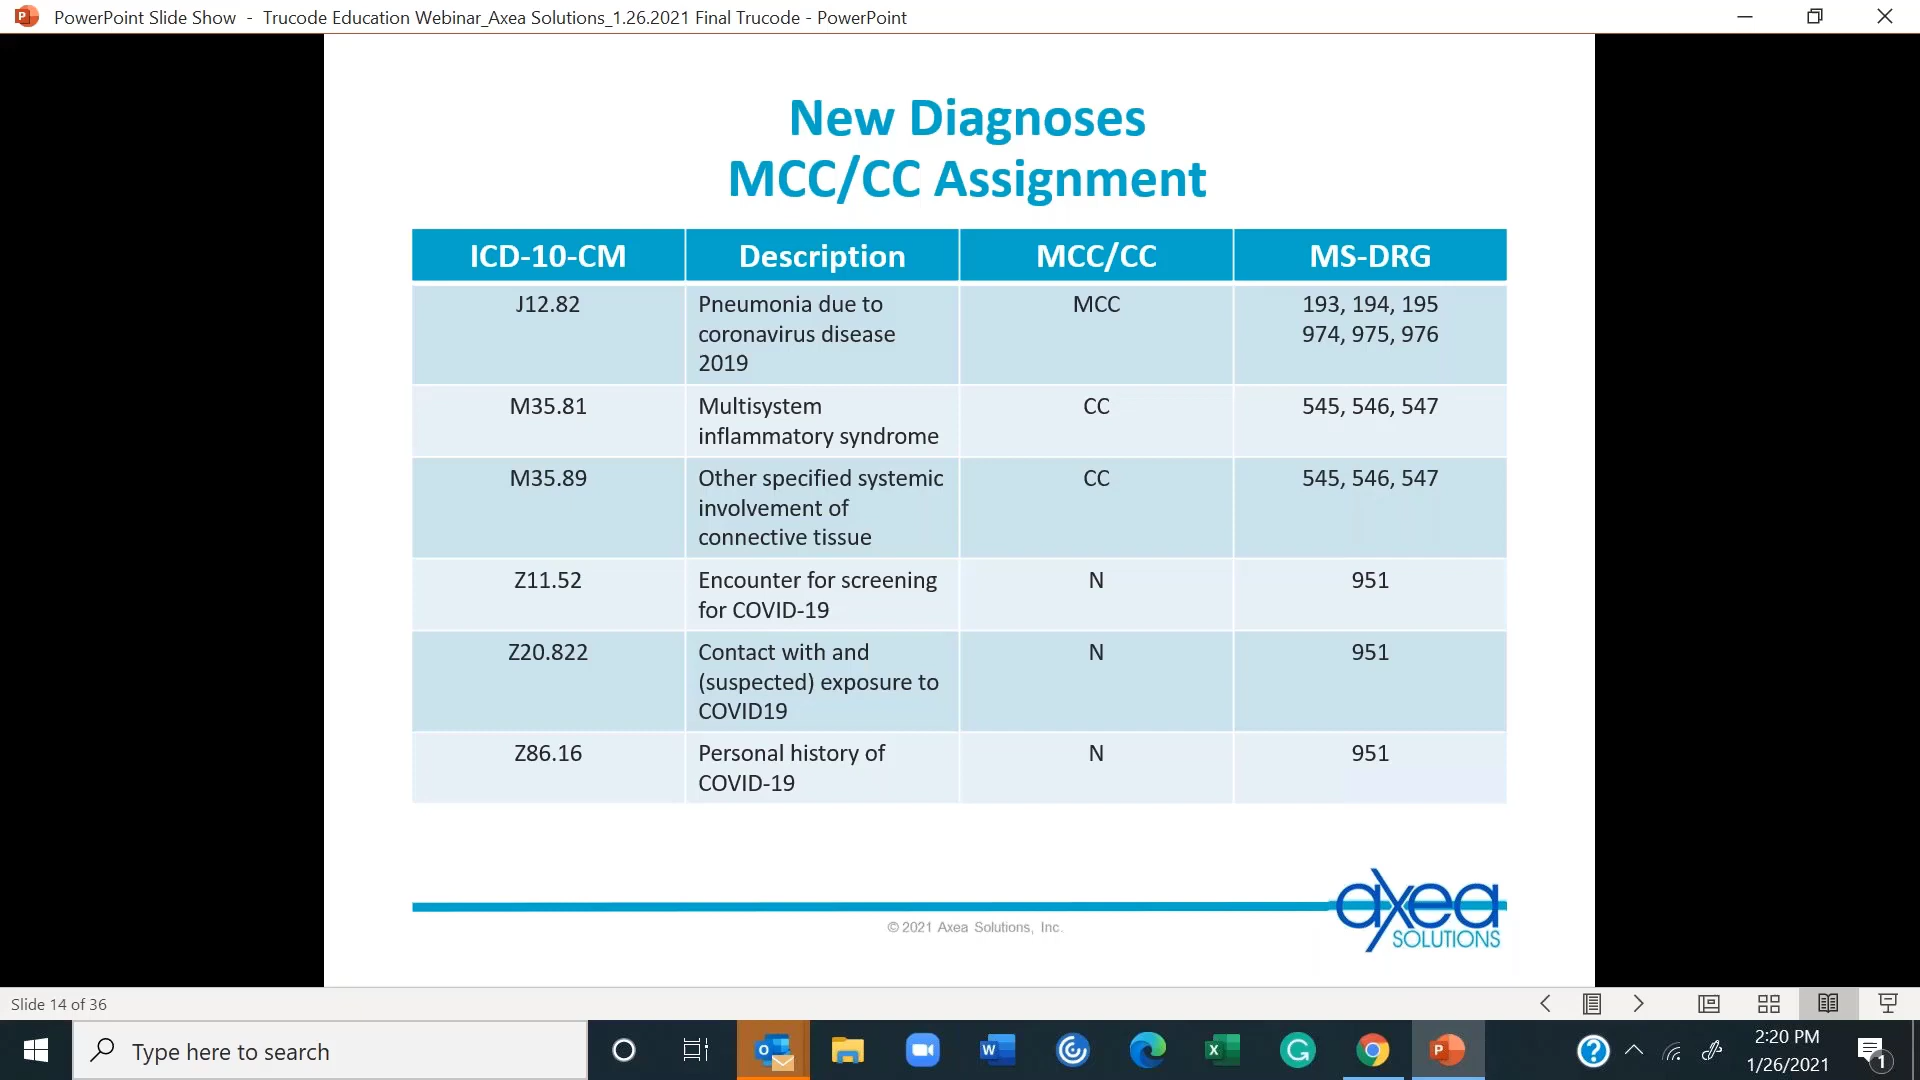 PowerPoint Slide Show - Trucode Education Webinar_Axea Solutions_1.26.2021 Final Trucode - PowerPoint
New Diagnoses
MCC/CC Assignment
ICD-10-CM Description MCC/CC MS-DRG
J12.82 Pneumonia due to MCC 193, 194, 195
coronavirus disease 974, 975, 976
2019
M35.81 Multisystem CC 545, 546, 547
inflammatory syndrome
M35.89 Other specified systemic CC 545, 546, 547
involvement of
connective tissue
Z11.52 Encounter for screening N 951
for COVID-19
Z20.822 Contact with and N 951
(suspected) exposure to
COVID19
Z86.16 Personal history of N 951
COVID-19
axea
SOLUTIONS
© 2021 Axea Solutions, Inc.
Slide 14 of 36
Type here to search
2:20 PM
1/26/2021
1